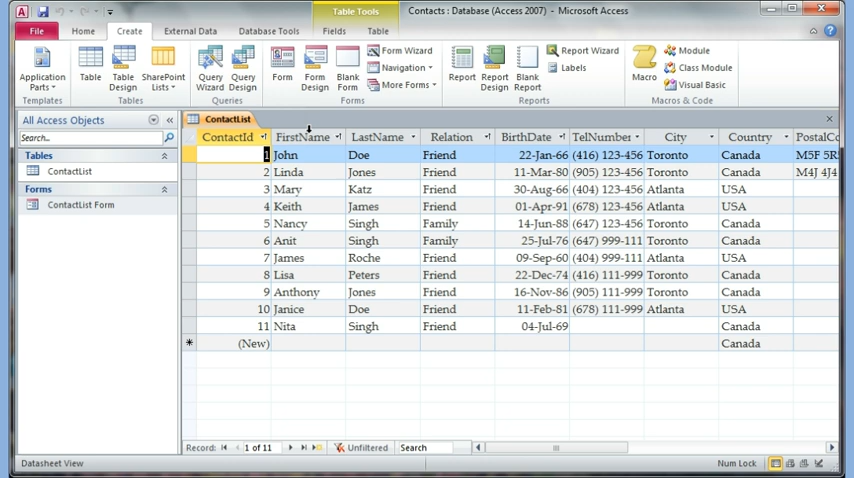 Table Tools
Contacts : Database (Access 2007) - Microsoft Access
File Home Create External Data Database Tools Fields Table
Application Parts
Table
Table Design
SharePoint Lists
Query Wizard
Query Design
Form
Form Design
Blank Form
Form Wizard
Navigation
More Forms
Report
Report Design
Blank Report
Report Wizard
Labels
Macro
Module
Class Module
Visual Basic
Templates Tables Queries Forms Reports Macros & Code
All Access Objects
Search...
Tables
ContactList
Forms
ContactList Form
ContactList
ContactId FirstName LastName Relation BirthDate TelNumber City Country PostalCo
1 John Doe Friend 22-Jan-66 (416) 123-456 Toronto Canada M5F 5R
2 Linda Jones Friend 11-Mar-80 (905) 123-456 Toronto Canada M4J 4J4
3 Mary Katz Friend 30-Aug-66 (404) 123-456 Atlanta USA
4 Keith James Friend 01-Apr-91 (678) 123-456 Atlanta USA
5 Nancy Singh Family 14-Jun-88 (647) 123-456 Toronto Canada
6 Anit Singh Family 25-Jul-76 (647) 999-111 Toronto Canada
7 James Roche Friend 09-Sep-60 (404) 999-111 Atlanta USA
8 Lisa Peters Friend 22-Dec-74 (416) 111-999 Toronto Canada
9 Anthony Jones Friend 16-Nov-86 (905) 111-999 Toronto Canada
10 Janice Doe Friend 11-Feb-81 (678) 111-999 Atlanta USA
11 Nita Singh Friend 04-Jul-69 Canada
(New) Canada
Record: 1 of 11 Unfiltered Search
Datasheet View Num Lock